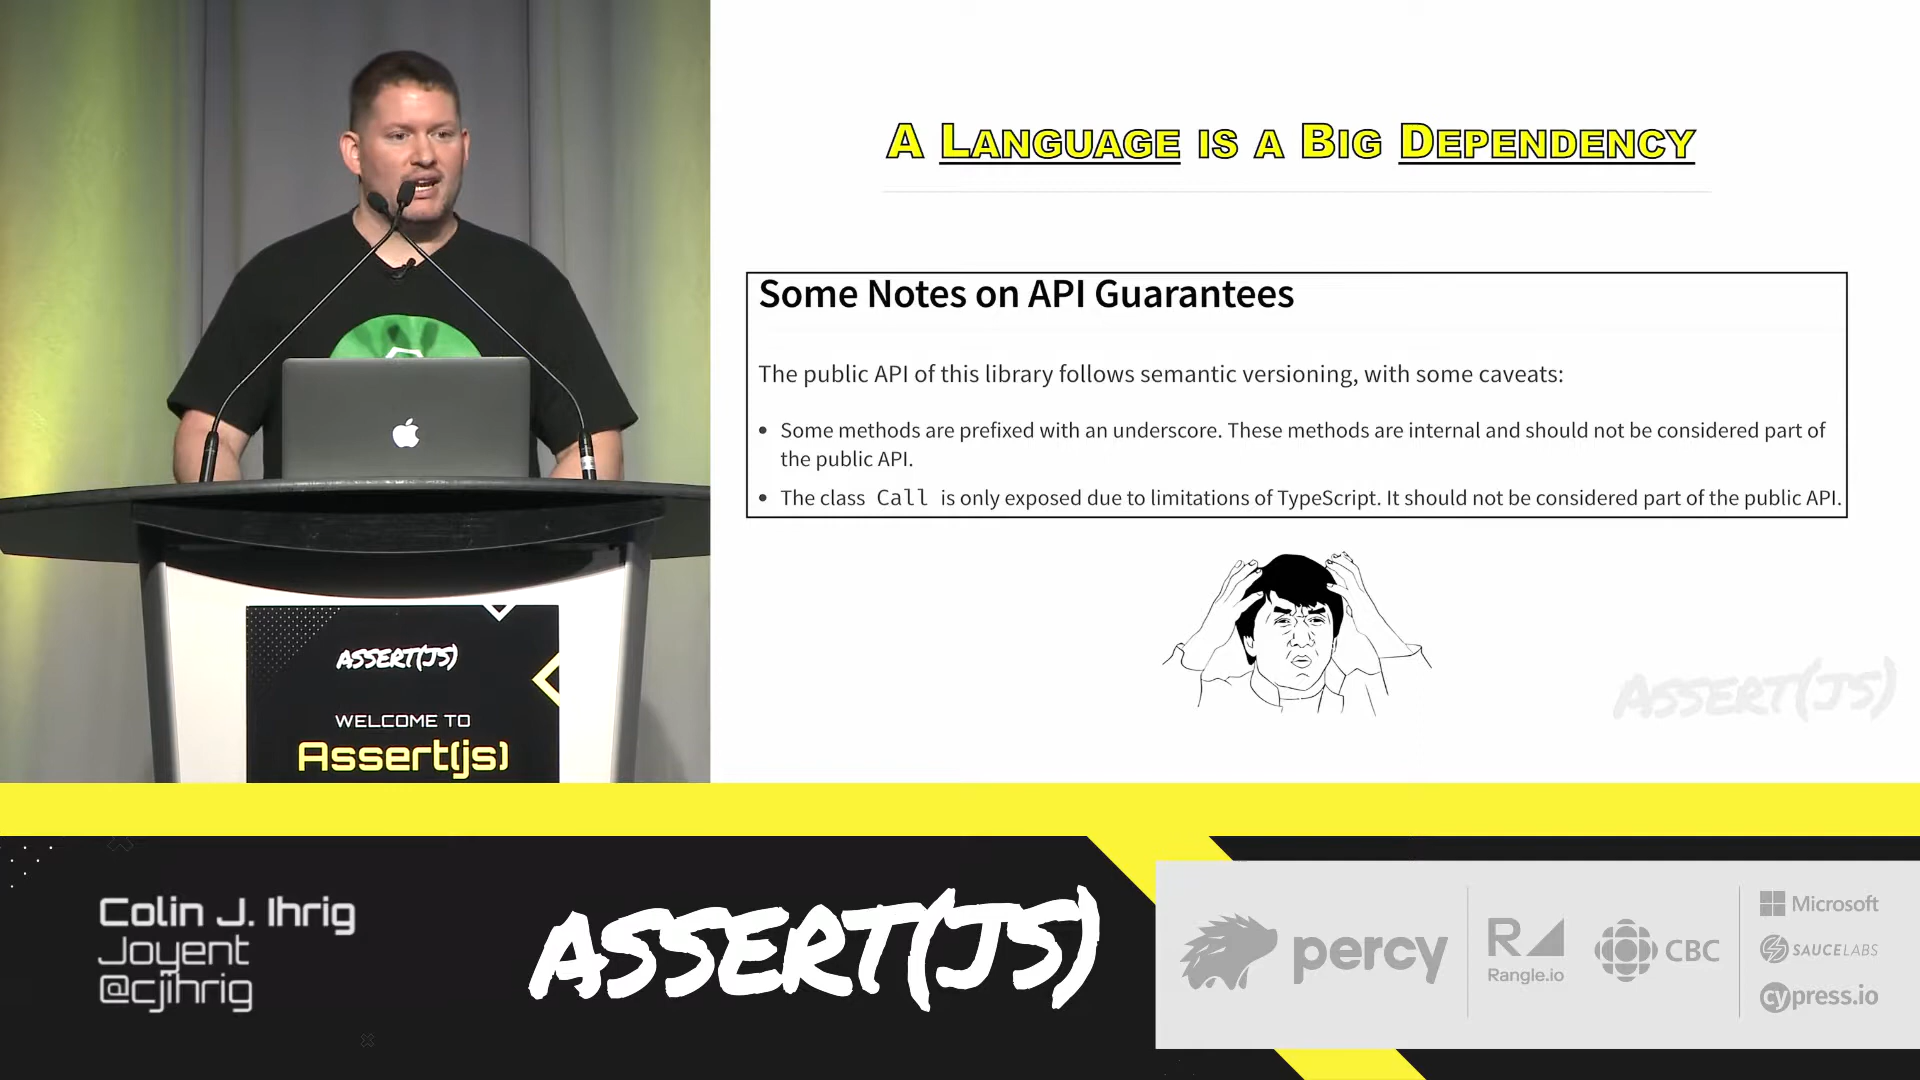 A Language is a Big Dependency
Some Notes on API Guarantees
The public API of this library follows semantic versioning, with some caveats:
• Some methods are prefixed with an underscore. These methods are internal and should not be considered part of
the public API.
• The class Call is only exposed due to limitations of TypeScript. It should not be considered part of the public API.
ASSERT(JS)
ASSERT(JS)
WELCOME TO
Assert(js)
Colin J. Ihrig
Joyent
@cjihrig
ASSERT(JS)
percy
R
Rangle.io
CBC
Microsoft
SAUCELABS
cypress.io